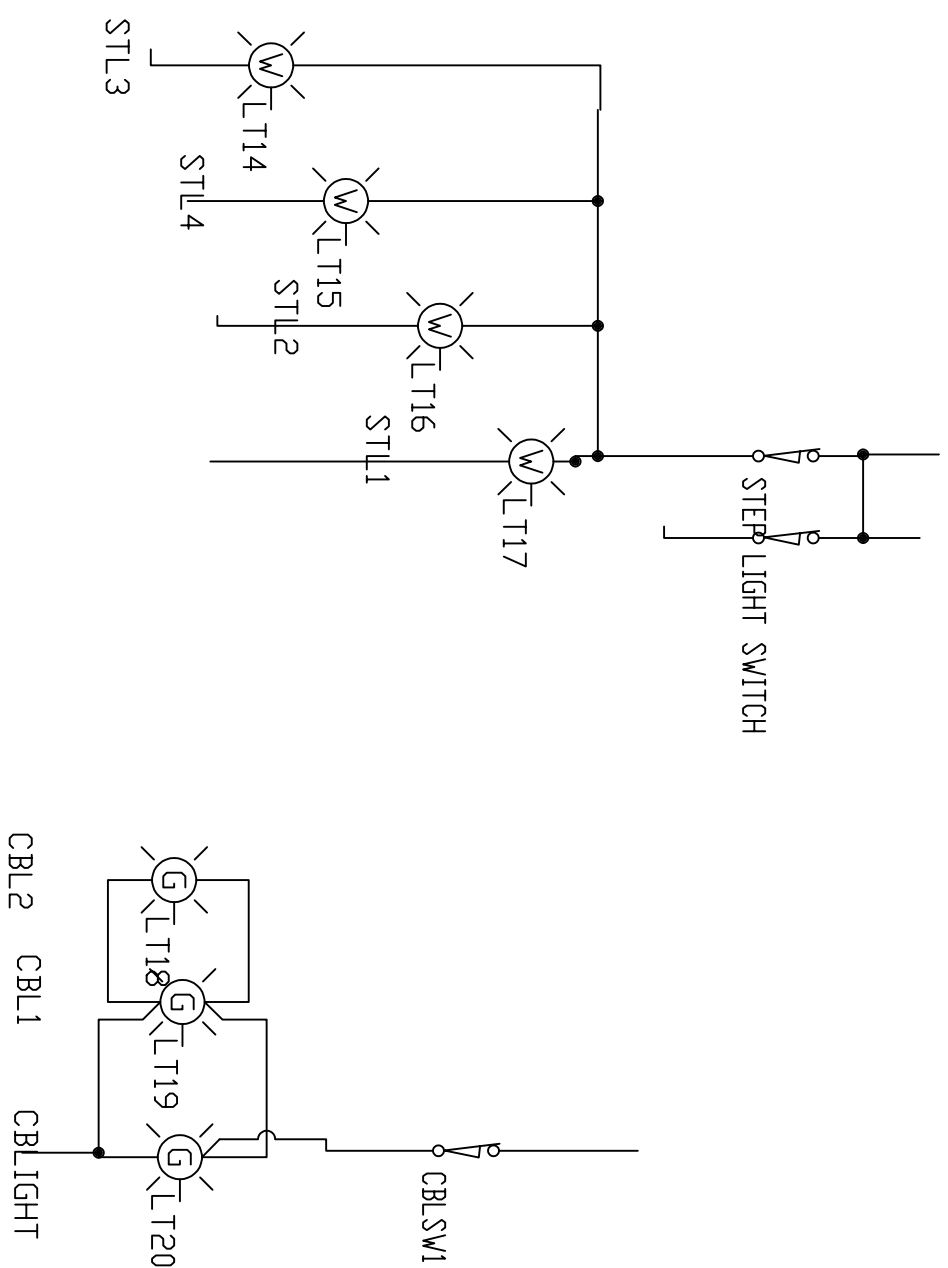 STL3
W
LT14
STL4
W
LT15
STL2
W
LT16
STL1
W
LT17
STEP LIGHT SWITCH
CBL2
G
LT18
CBL1
G
LT19
CBLIGHT
G
LT20
CBLSW1